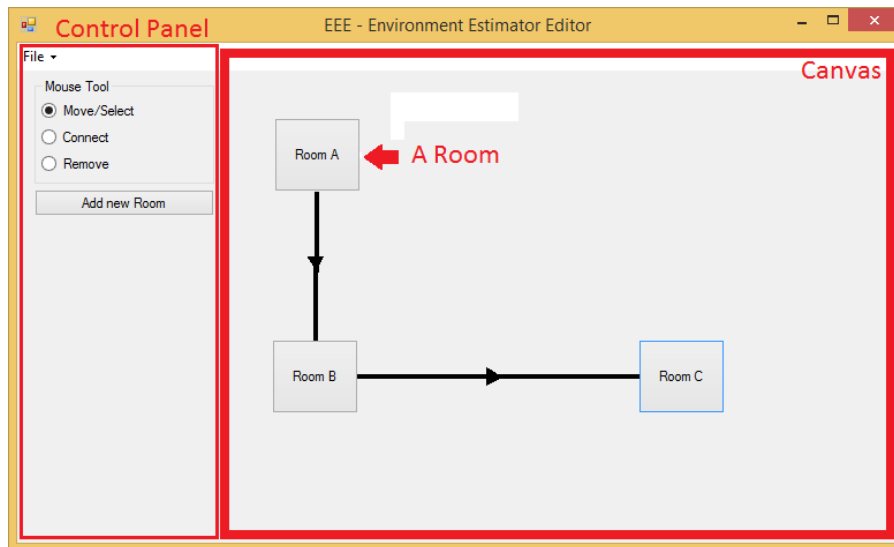 Control Panel
EEE - Environment Estimator Editor
File
Canvas
Mouse Tool
Move/Select
Connect
Remove
Add new Room
Room A
A Room
Room B
Room C